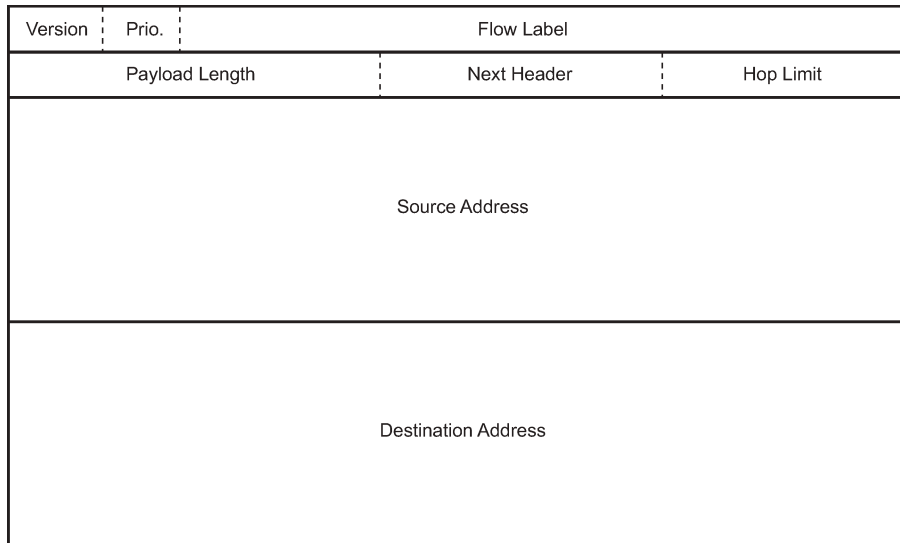 Version Prio. Flow Label
Payload Length Next Header Hop Limit
Source Address
Destination Address